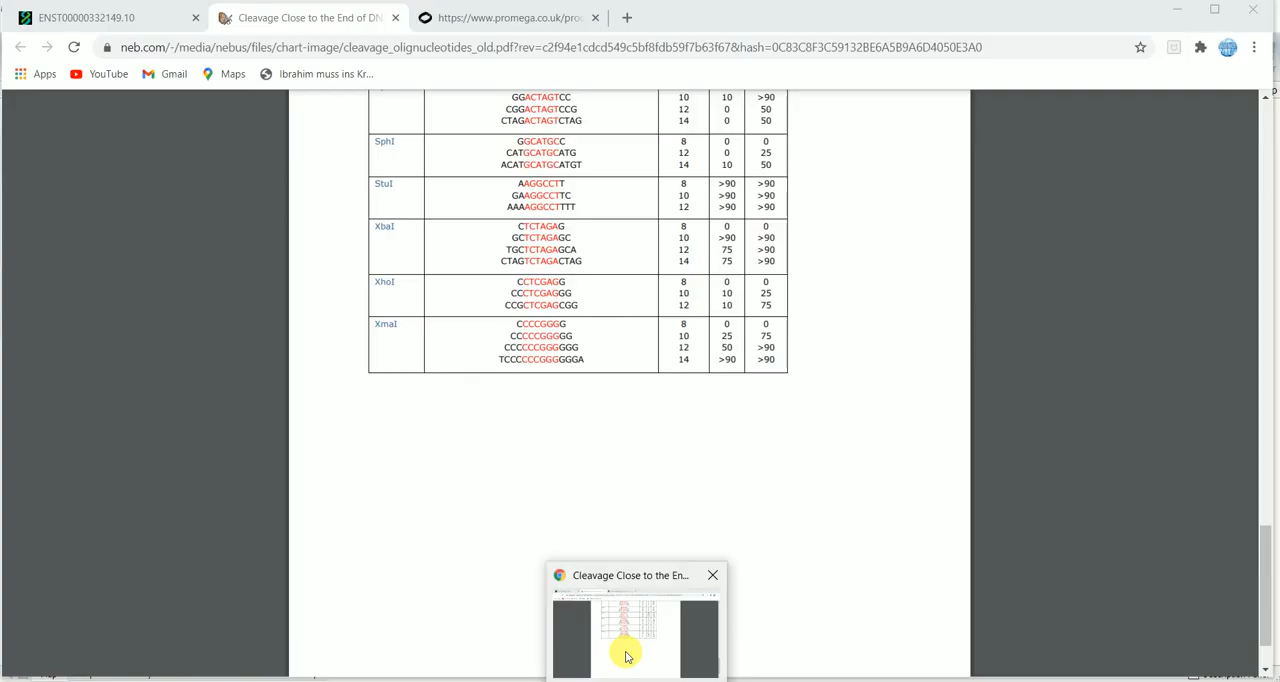 ENST00000332149.10
Cleavage Close to the End of DN
https://www.promega.co.uk/pro
neb.com/-/media/nebus/files/chart-image/cleavage_olignucleotides_old.pdf?rev=c2f94e1cdcd549c5bf8fdb59f7b63f67&hash=0C83C8F3C59132BE6A5B9A6D4050E3A0
Apps YouTube Gmail Maps Ibrahim muss ins Kr...
GGACTAGTCC 10 10 >90
CGGACTAGTCCG 12 0 50
CTAGACTAGTCTAG 14 0 50
SphI GGCATGCC 8 0 0
CATGCATGCATG 12 0 25
ACATGCATGCATGT 14 10 50
StuI AAGGCCTT 8 >90 >90
GAAGGCCTTC 10 >90 >90
AAAAGGCCTTTT 12 >90 >90
XbaI CTCTAGAG 8 0 0
GCTCTAGAGC 10 >90 >90
TGCTCTAGAGCA 12 75 >90
CTAGTCTAGACTAG 14 75 >90
XhoI CCTCGAGG 8 0 0
CCCTCGAGGG 10 10 25
CCGCTCGAGCGG 12 10 75
XmaI CCCCGGGG 8 0 0
CCCCCGGGGG 10 25 75
CCCCCCGGGGGG 12 50 >90
TCCCCCCGGGGGGA 14 >90 >90
Cleavage Close to the En...